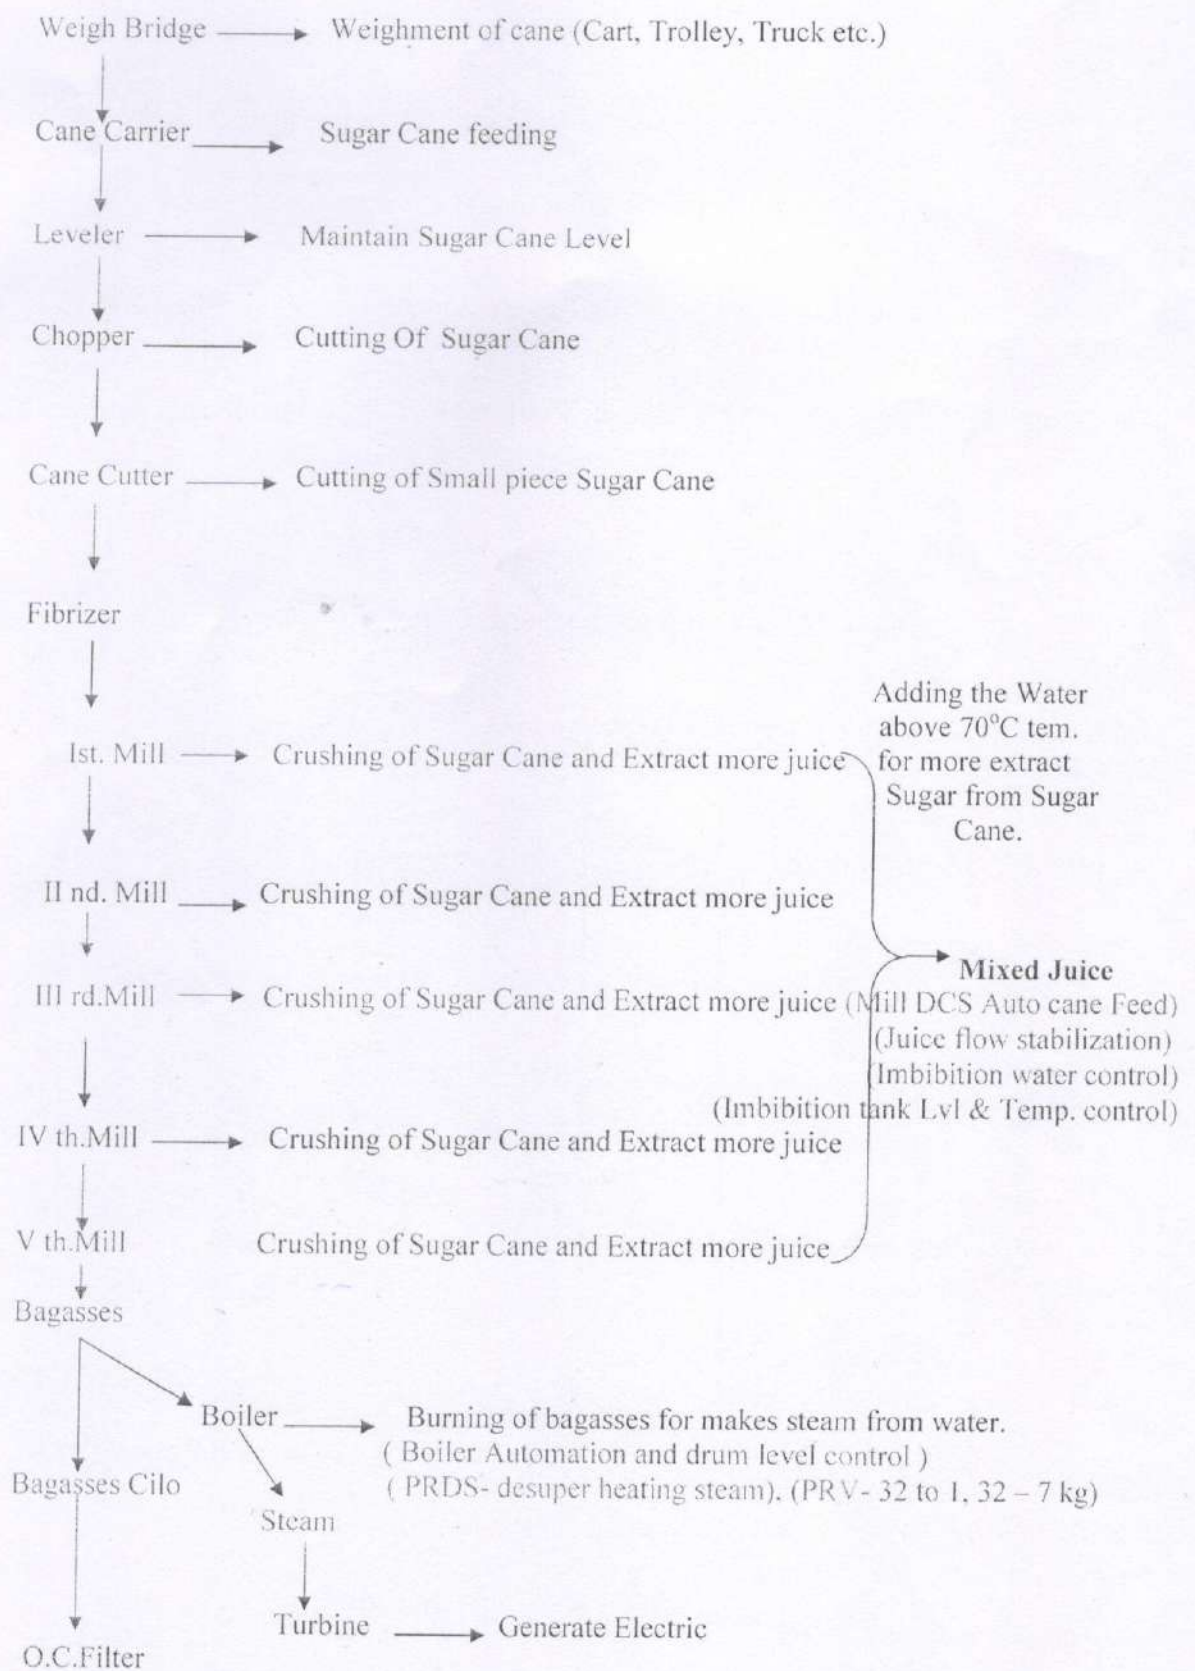 Weigh Bridge Weighment of cane (Cart, Trolley, Truck etc.)
Cane Carrier Sugar Cane feeding
Leveler Maintain Sugar Cane Level
Chopper Cutting Of Sugar Cane
Cane Cutter Cutting of Small piece Sugar Cane
Fibrizer
Adding the Water
above 70°C tem.
Ist. Mill Crushing of Sugar Cane and Extract more juice for more extract
Sugar from Sugar
Cane.
II nd. Mill Crushing of Sugar Cane and Extract more juice
Mixed Juice
III rd.Mill Crushing of Sugar Cane and Extract more juice (Mill DCS Auto cane Feed)
(Juice flow stabilization)
(Imbibition water control)
(Imbibition tank Lvl & Temp. control)
IV th.Mill Crushing of Sugar Cane and Extract more juice
V th.Mill Crushing of Sugar Cane and Extract more juice
Bagasses
Boiler Burning of bagasses for makes steam from water.
( Boiler Automation and drum level control )
Bagasses Cilo ( PRDS- desuper heating steam). (PRV- 32 to 1, 32 – 7 kg)
Steam
Turbine Generate Electric
O.C.Filter